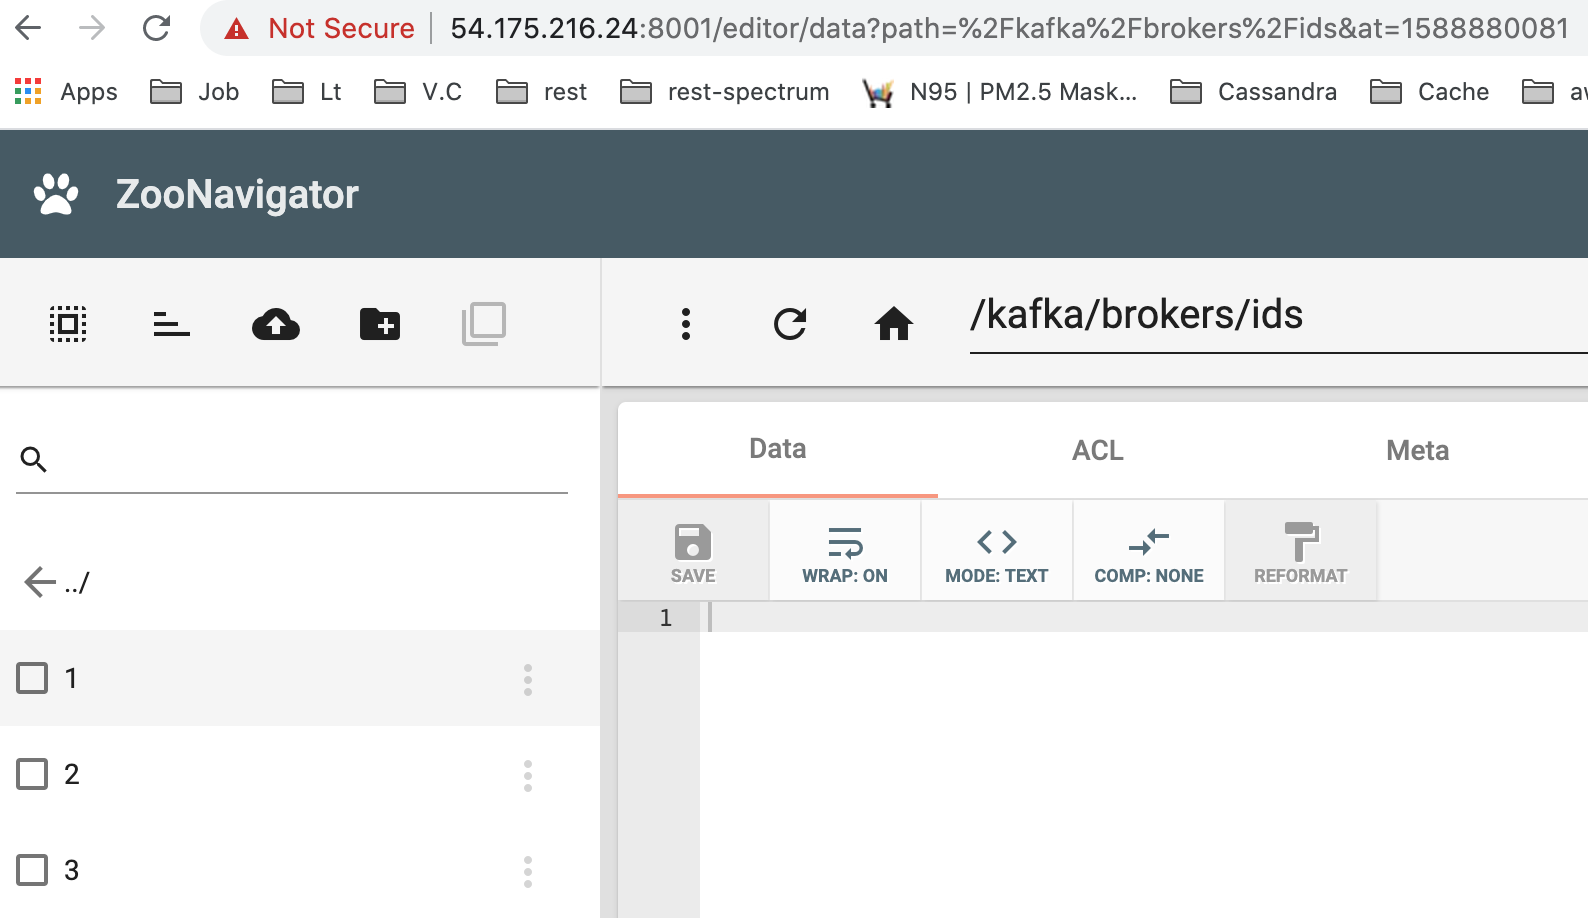 Not Secure 54.175.216.24:8001/editor/data?path=%2Fkafka%2Fbrokers%2Fids&at=1588880081
Apps Job Lt V.C rest rest-spectrum N95 | PM2.5 Mask... Cassandra Cache
ZooNavigator
/kafka/brokers/ids
Data ACL Meta
SAVE WRAP: ON MODE: TEXT COMP: NONE REFORMAT
1
../
1
2
3